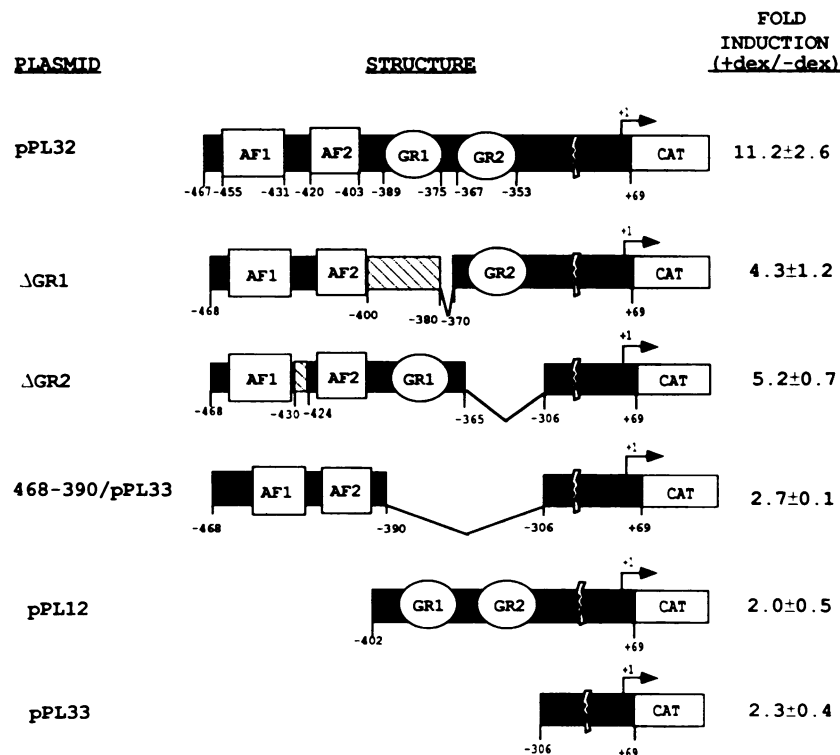 FOLD
INDUCTION
PLASMID STRUCTURE (+dex/-dex)
+1
pPL32 AF1 AF2 GR1 GR2 CAT 11.2±2.6
-467 -455 -431 -420 -403 -389 -375 -367 -353 +69
+1
ΔGR1 AF1 AF2 GR2 CAT 4.3±1.2
-468 -400 -380 -370 +69
+1
ΔGR2 AF1 AF2 GR1 CAT 5.2±0.7
-468 -430 -424 -365 -306 +69
+1
468-390/pPL33 AF1 AF2 CAT 2.7±0.1
-468 -390 -306 +69
+1
pPL12 GR1 GR2 CAT 2.0±0.5
-402 +69
+1
pPL33 CAT 2.3±0.4
-306 +69